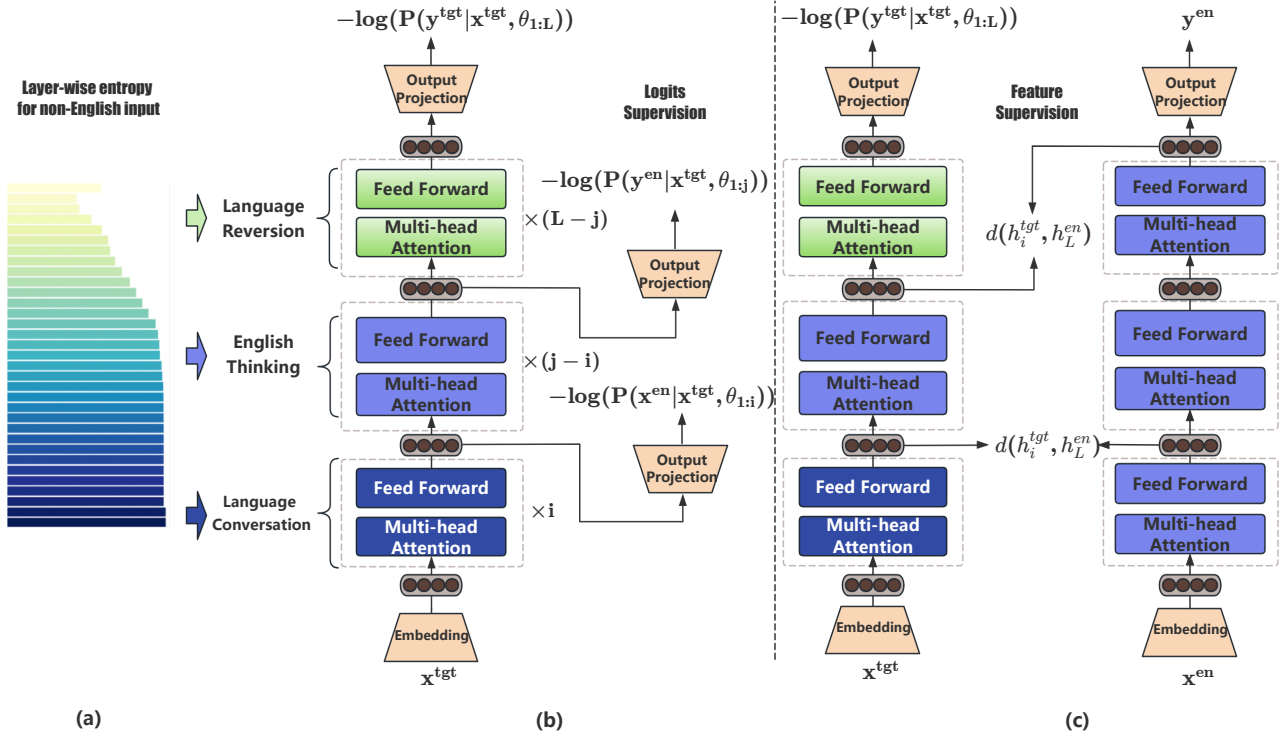 Layer-wise entropy
for non-English input
Language
Reversion
English
Thinking
Language
Conversation
(a)
−log(P(y^tgt|x^tgt, θ_1:L))
Output
Projection
Logits
Supervision
Feed Forward
Multi-head
Attention
×(L − j)
−log(P(y^en|x^tgt, θ_1:j))
Output
Projection
Feed Forward
Multi-head
Attention
×(j − i)
−log(P(x^en|x^tgt, θ_1:i))
Output
Projection
Feed Forward
Multi-head
Attention
×i
Embedding
x^tgt
(b)
−log(P(y^tgt|x^tgt, θ_1:L))
Output
Projection
Feed Forward
Multi-head
Attention
Feed Forward
Multi-head
Attention
Feed Forward
Multi-head
Attention
Embedding
x^tgt
Feature
Supervision
d(h_i^tgt, h_L^en)
d(h_i^tgt, h_L^en)
y^en
Output
Projection
Feed Forward
Multi-head
Attention
Feed Forward
Multi-head
Attention
Feed Forward
Multi-head
Attention
Embedding
x^en
(c)